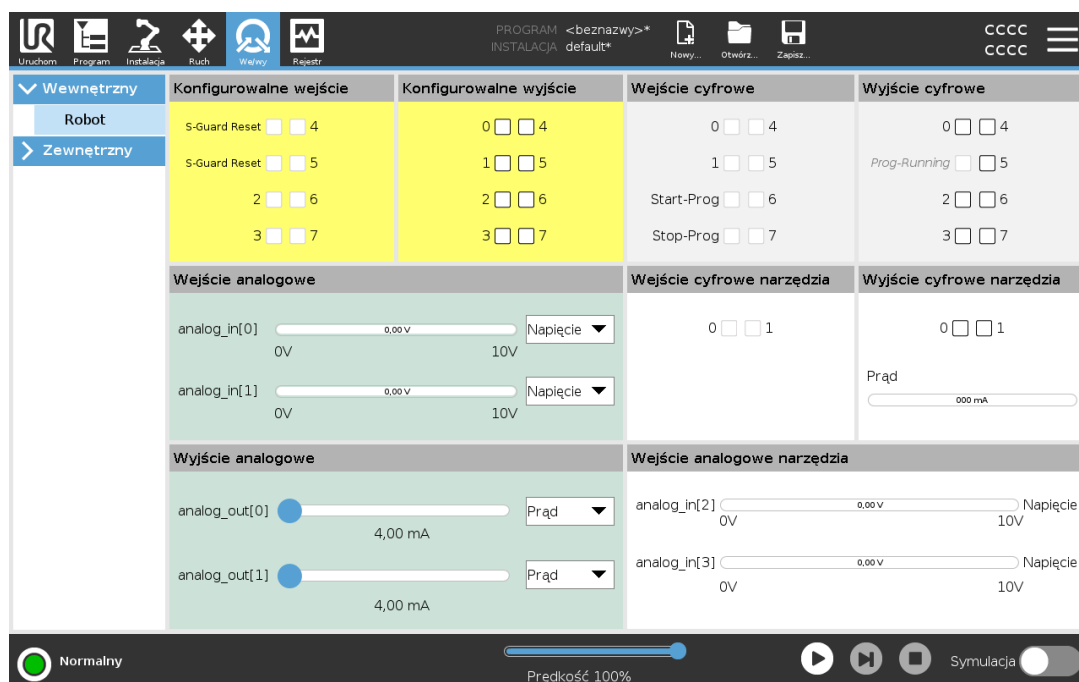 PROGRAM <beznazwy>*
INSTALACJA default*
cccc
cccc
Uruchom Program Instalacja Ruch We/wy Rejestr Nowy... Otwórz... Zapisz...
Wewnętrzny
Robot
Zewnętrzny
Konfigurowalne wejście Konfigurowalne wyjście Wejście cyfrowe Wyjście cyfrowe
S-Guard Reset 4 0 4 0 4 0 4
S-Guard Reset 5 1 5 1 5 Prog-Running 5
2 6 2 6 Start-Prog 6 2 6
3 7 3 7 Stop-Prog 7 3 7
Wejście analogowe Wejście cyfrowe narzędzia Wyjście cyfrowe narzędzia
analog_in[0] 0,00 V Napięcie
0V 10V
analog_in[1] 0,00 V Napięcie
0V 10V
0 1
0 1
Prąd
000 mA
Wyjście analogowe Wejście analogowe narzędzia
analog_out[0] Prąd
4,00 mA
analog_out[1] Prąd
4,00 mA
analog_in[2] 0,00 V Napięcie
0V 10V
analog_in[3] 0,00 V Napięcie
0V 10V
Normalny
Prędkość 100%
Symulacja